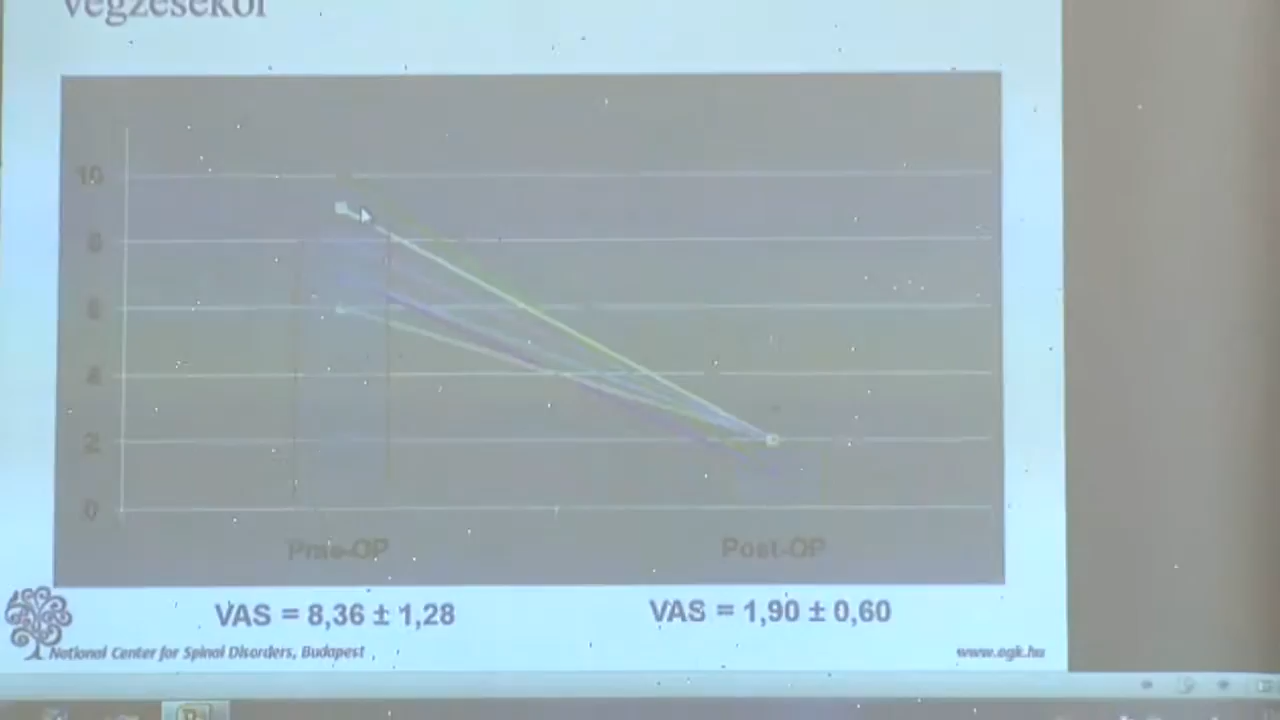 végzésekor
10
8
6
4
2
0
Prae-OP Post-OP
VAS = 8,36 ± 1,28 VAS = 1,90 ± 0,60
National Center for Spinal Disorders, Budapest www.ogk.hu